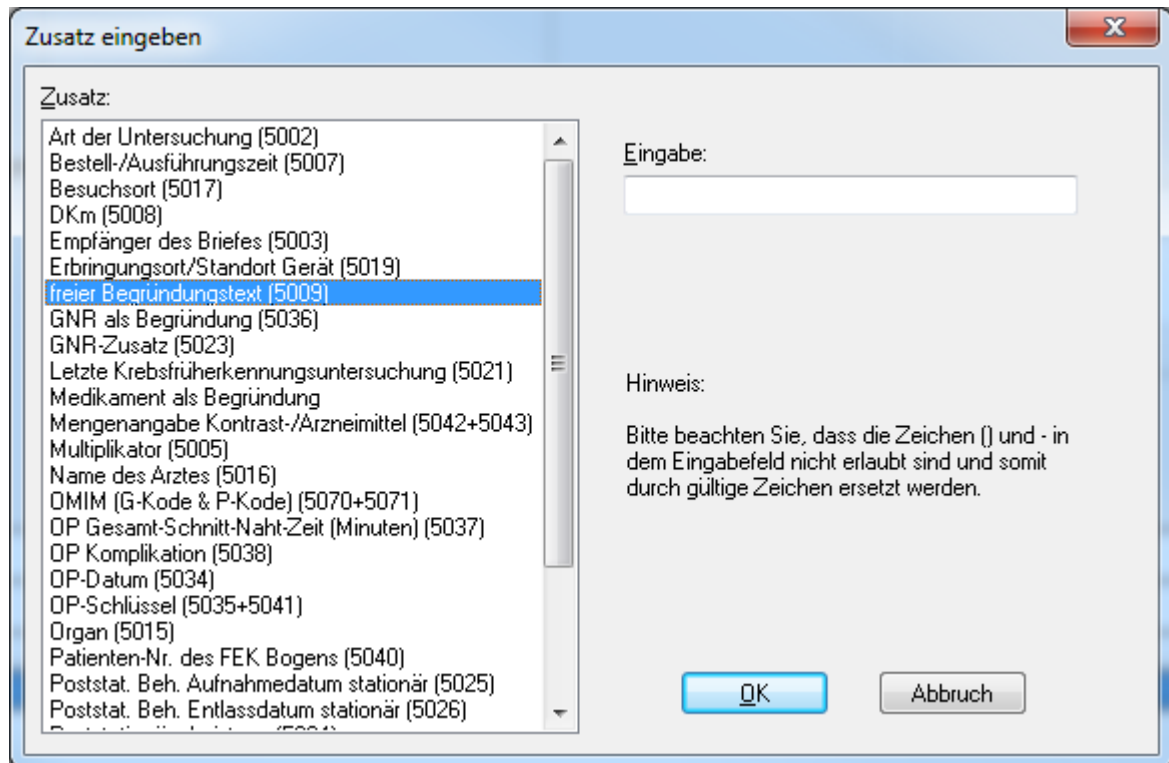 Zusatz eingeben
Zusatz:
Art der Untersuchung (5002)
Bestell-/Ausführungszeit (5007)
Besuchsort (5017)
DKm (5008)
Empfänger des Briefes (5003)
Erbringungsort/Standort Gerät (5019)
freier Begründungstext (5009)
GNR als Begründung (5036)
GNR-Zusatz (5023)
Letzte Krebsfrüherkennungsuntersuchung (5021)
Medikament als Begründung
Mengenangabe Kontrast-/Arzneimittel (5042+5043)
Multiplikator (5005)
Name des Arztes (5016)
OMIM (G-Kode & P-Kode) (5070+5071)
OP Gesamt-Schnitt-Naht-Zeit (Minuten) (5037)
OP Komplikation (5038)
OP-Datum (5034)
OP-Schlüssel (5035+5041)
Organ (5015)
Patienten-Nr. des FEK Bogens (5040)
Poststat. Beh. Aufnahmedatum stationär (5025)
Poststat. Beh. Entlassdatum stationär (5026)
Eingabe:
Hinweis:
Bitte beachten Sie, dass die Zeichen () und - in
dem Eingabefeld nicht erlaubt sind und somit
durch gültige Zeichen ersetzt werden.
OK
Abbruch